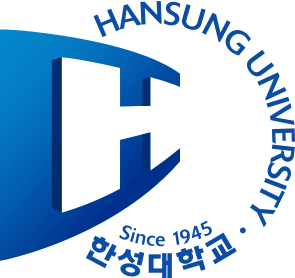 HANSUNG UNIVERSITY ·
H
Since 1945
한성대학교